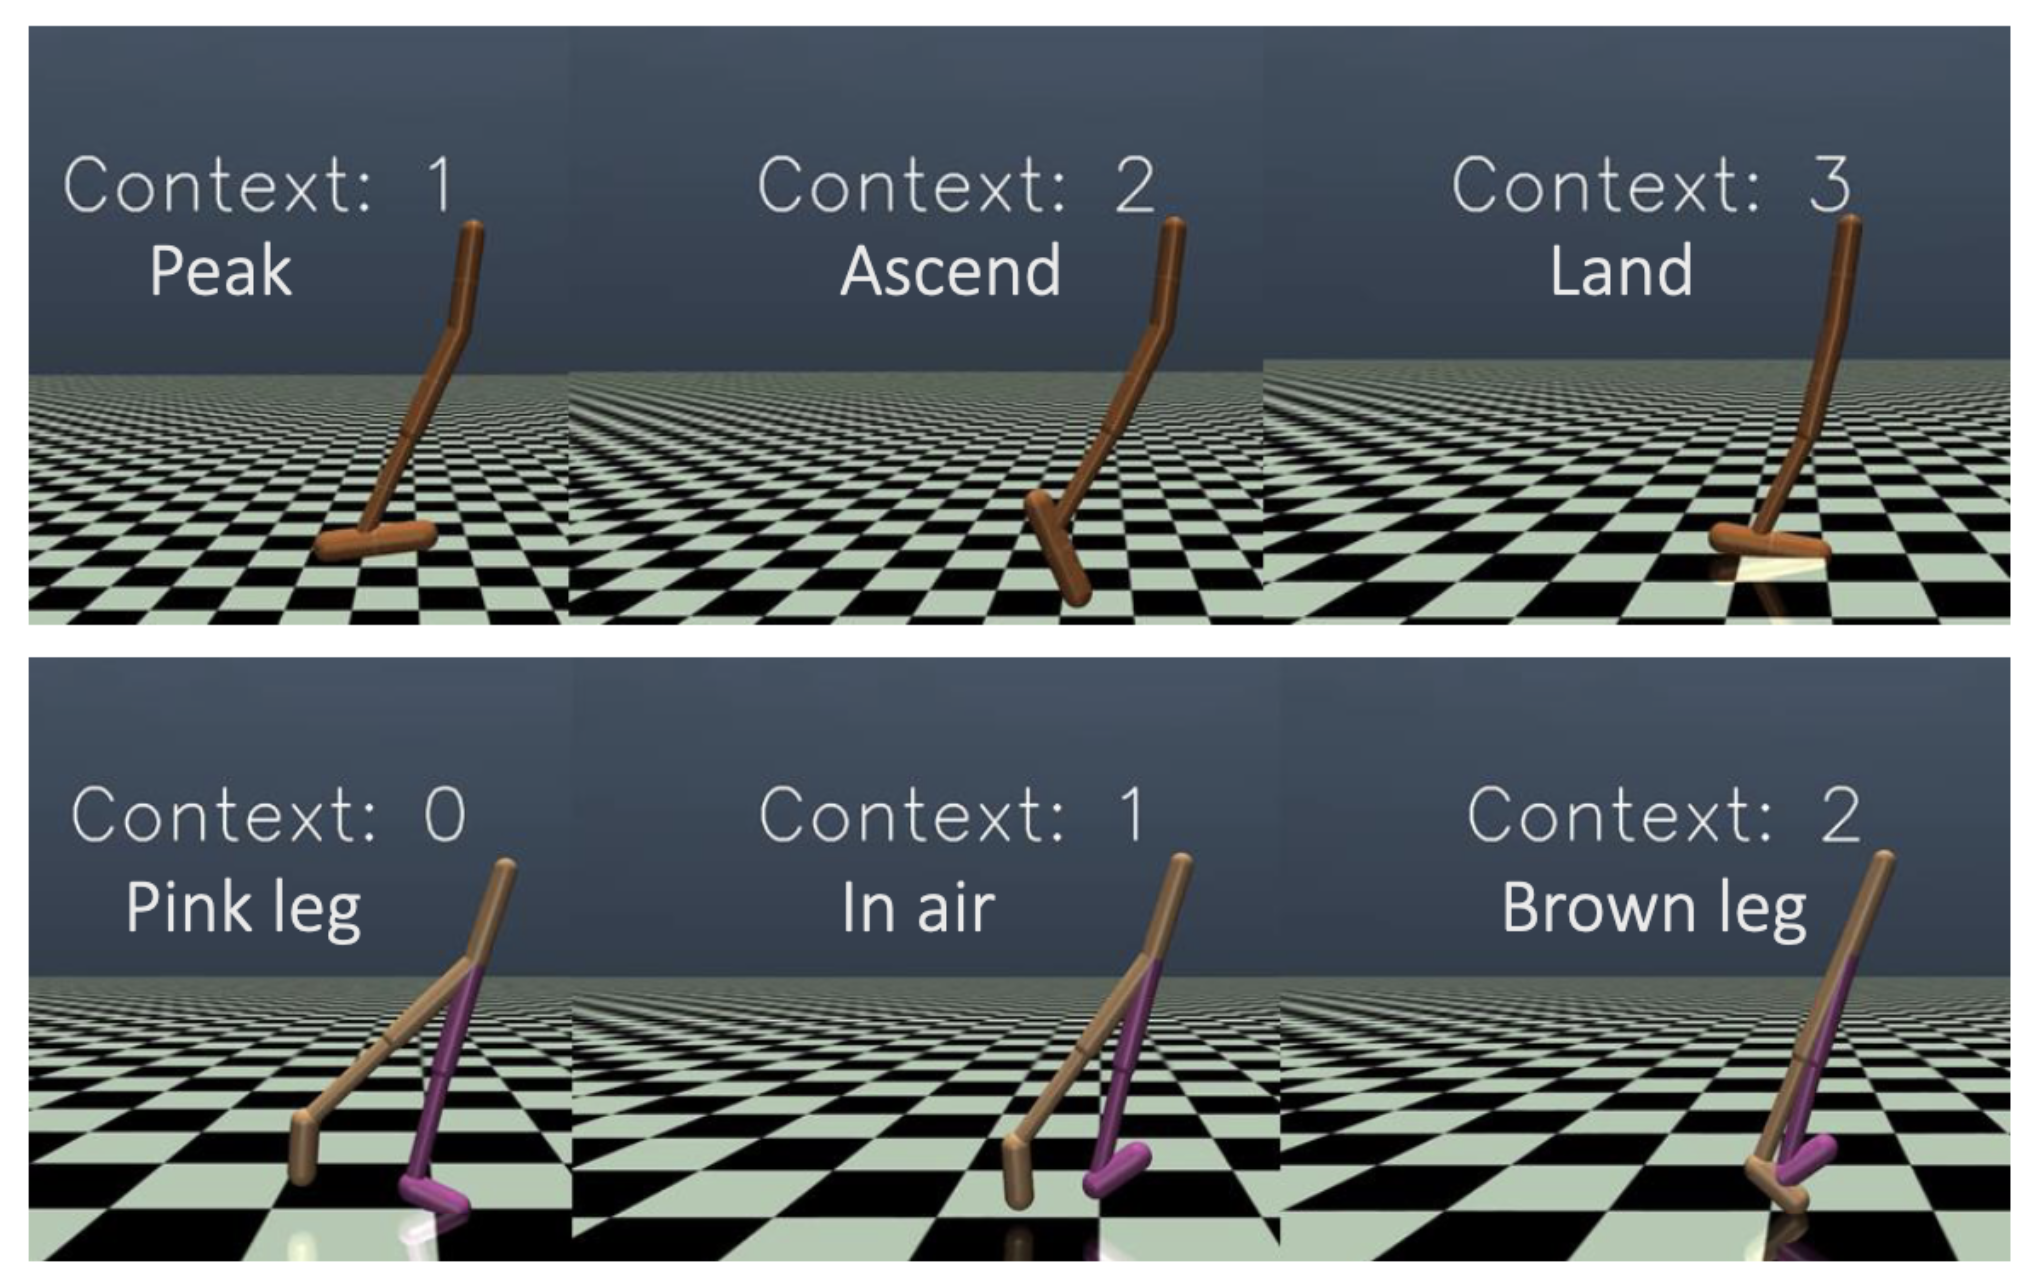 Context: 1
Peak
Context: 2
Ascend
Context: 3
Land
Context: 0
Pink leg
Context: 1
In air
Context: 2
Brown leg